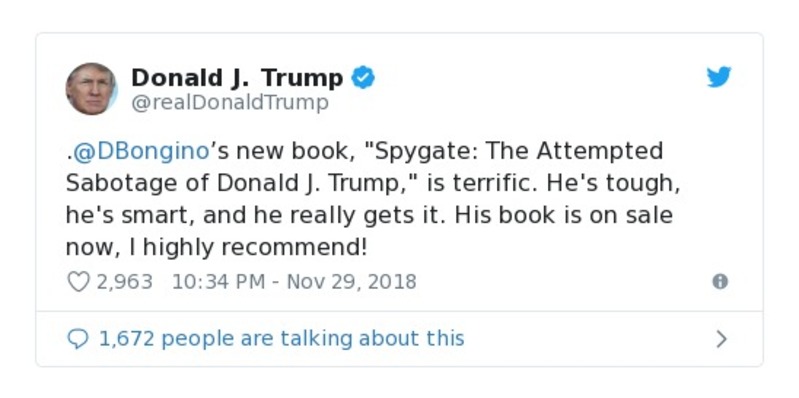 Donald J. Trump
@realDonaldTrump
.@DBongino’s new book, "Spygate: The Attempted
Sabotage of Donald J. Trump," is terrific. He's tough,
he's smart, and he really gets it. His book is on sale
now, I highly recommend!
2,963 10:34 PM - Nov 29, 2018
1,672 people are talking about this